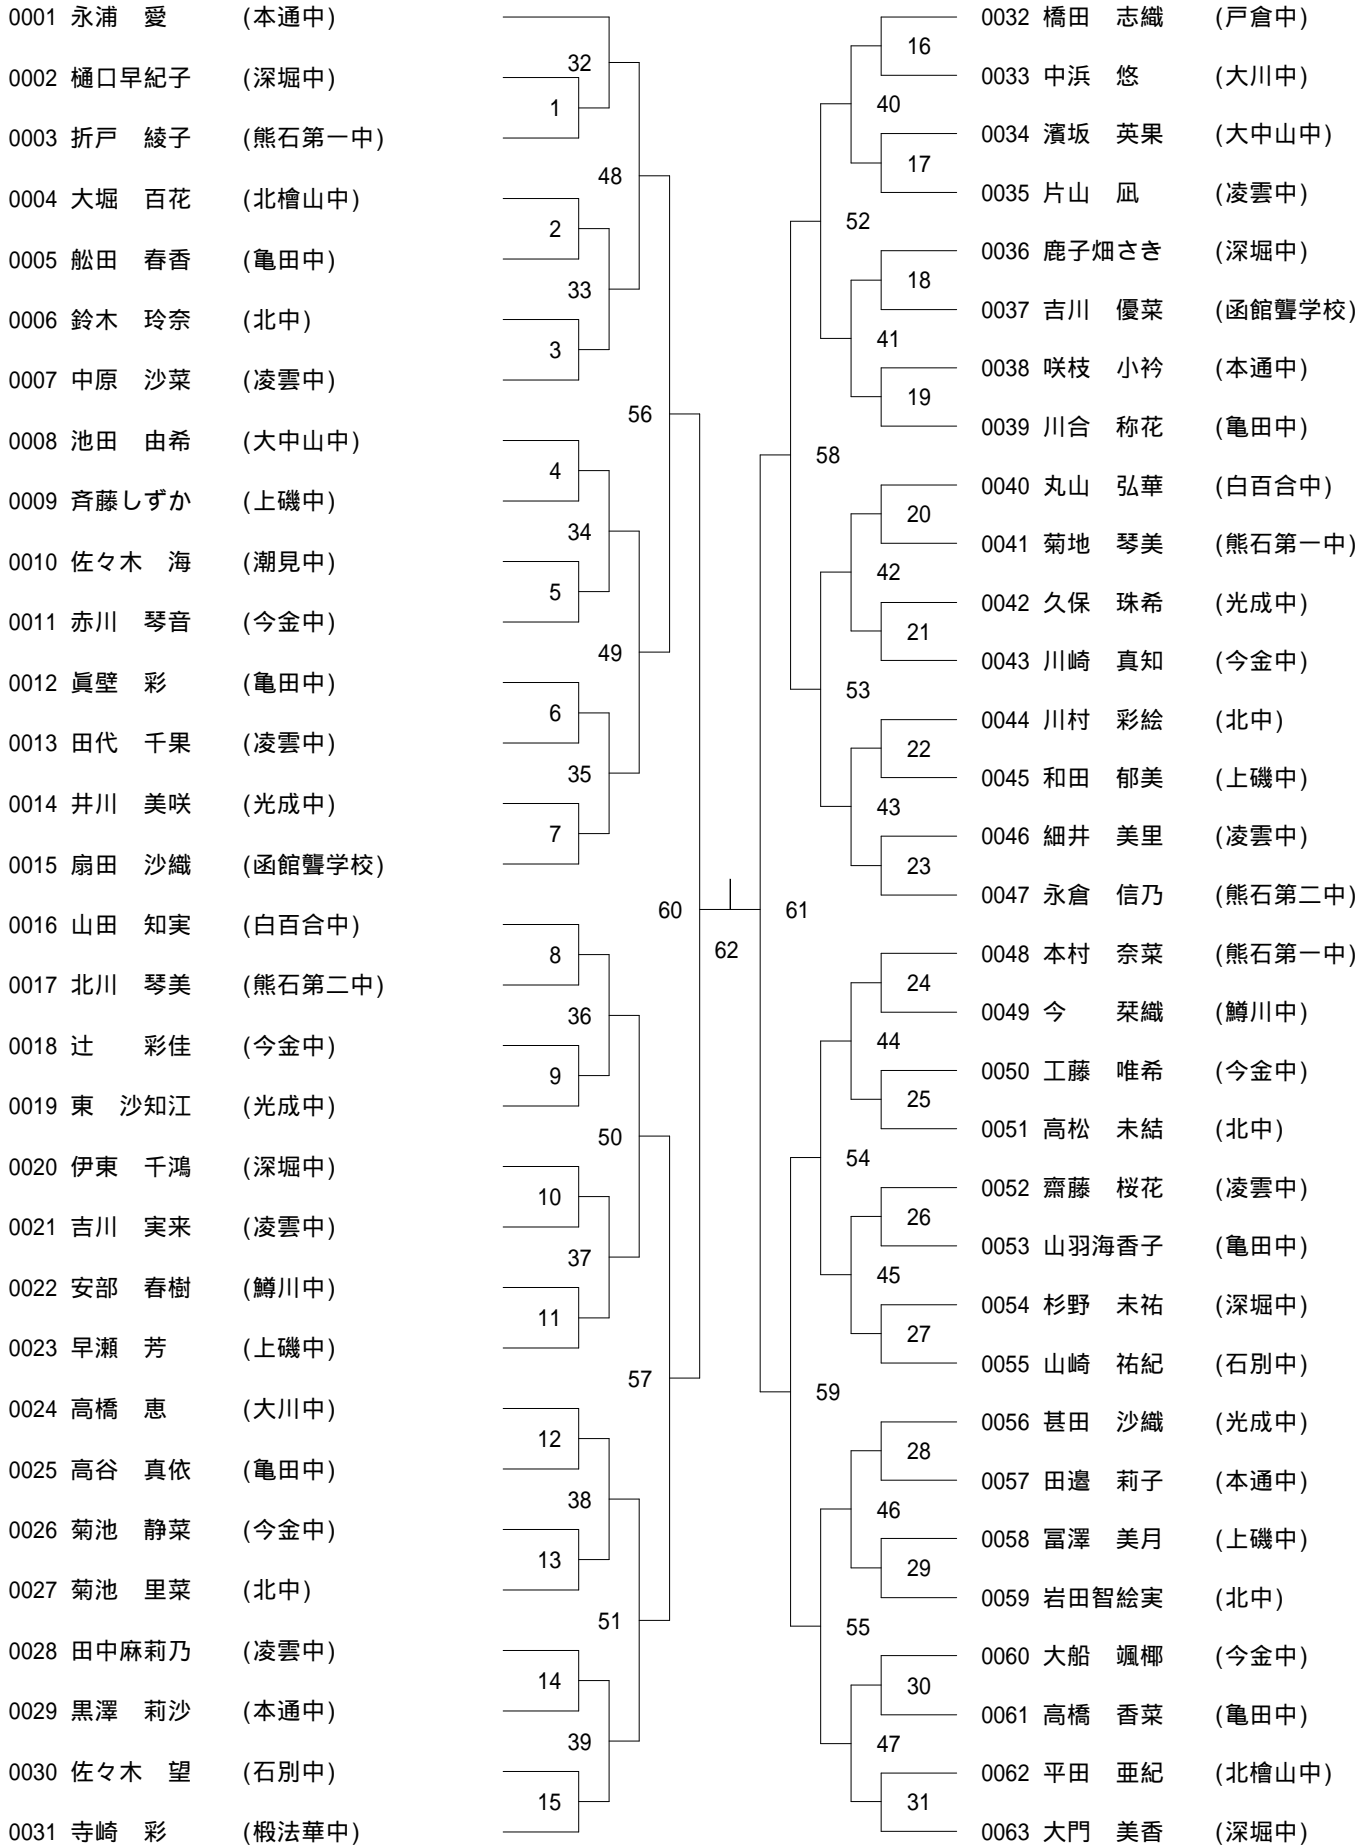 0001 永浦　愛 (本通中)
0002 樋口早紀子 (深堀中)
0003 折戸　綾子 (熊石第一中)
0004 大堀　百花 (北檜山中)
0005 舩田　春香 (亀田中)
0006 鈴木　玲奈 (北中)
0007 中原　沙菜 (凌雲中)
0008 池田　由希 (大中山中)
0009 斉藤しずか (上磯中)
0010 佐々木　海 (潮見中)
0011 赤川　琴音 (今金中)
0012 眞壁　彩 (亀田中)
0013 田代　千果 (凌雲中)
0014 井川　美咲 (光成中)
0015 扇田　沙織 (函館聾学校)
0016 山田　知実 (白百合中)
0017 北川　琴美 (熊石第二中)
0018 辻　　彩佳 (今金中)
0019 東　沙知江 (光成中)
0020 伊東　千鴻 (深堀中)
0021 吉川　実来 (凌雲中)
0022 安部　春樹 (鱒川中)
0023 早瀬　芳 (上磯中)
0024 高橋　恵 (大川中)
0025 高谷　真依 (亀田中)
0026 菊池　静菜 (今金中)
0027 菊池　里菜 (北中)
0028 田中麻莉乃 (凌雲中)
0029 黒澤　莉沙 (本通中)
0030 佐々木　望 (石別中)
0031 寺崎　彩 (椴法華中)
1
2
3
4
5
6
7
8
9
10
11
12
13
14
15
32
33
34
35
36
37
38
39
48
49
50
51
56
57
60
62
61
58
59
52
53
54
55
40
41
42
43
44
45
46
47
16
17
18
19
20
21
22
23
24
25
26
27
28
29
30
31
0032 橋田　志織 (戸倉中)
0033 中浜　悠 (大川中)
0034 濱坂　英果 (大中山中)
0035 片山　凪 (凌雲中)
0036 鹿子畑さき (深堀中)
0037 吉川　優菜 (函館聾学校)
0038 咲枝　小衿 (本通中)
0039 川合　称花 (亀田中)
0040 丸山　弘華 (白百合中)
0041 菊地　琴美 (熊石第一中)
0042 久保　珠希 (光成中)
0043 川崎　真知 (今金中)
0044 川村　彩絵 (北中)
0045 和田　郁美 (上磯中)
0046 細井　美里 (凌雲中)
0047 永倉　信乃 (熊石第二中)
0048 本村　奈菜 (熊石第一中)
0049 今　　栞織 (鱒川中)
0050 工藤　唯希 (今金中)
0051 高松　未結 (北中)
0052 齋藤　桜花 (凌雲中)
0053 山羽海香子 (亀田中)
0054 杉野　未祐 (深堀中)
0055 山崎　祐紀 (石別中)
0056 甚田　沙織 (光成中)
0057 田邉　莉子 (本通中)
0058 冨澤　美月 (上磯中)
0059 岩田智絵実 (北中)
0060 大船　颯椰 (今金中)
0061 高橋　香菜 (亀田中)
0062 平田　亜紀 (北檜山中)
0063 大門　美香 (深堀中)